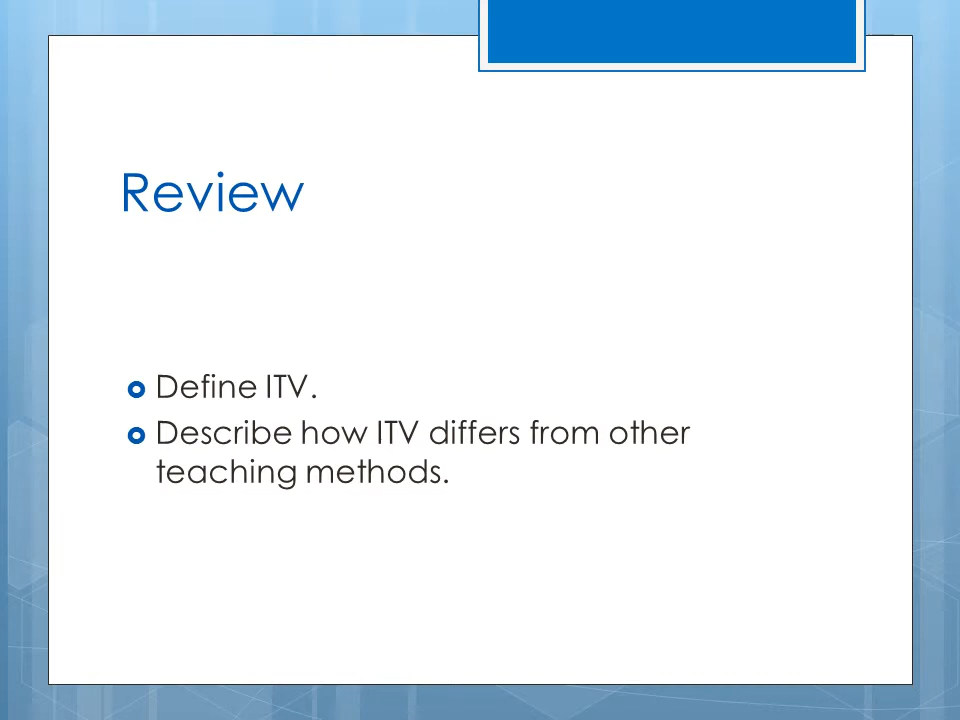 Review
Define ITV.
Describe how ITV differs from other
teaching methods.